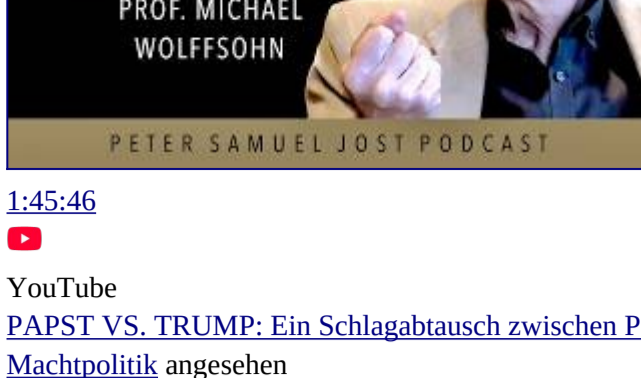 PROF. MICHAEL
WOLFFSOHN
PETER SAMUEL JOST PODCAST
1:45:46
YouTube
PAPST VS. TRUMP: Ein Schlagabtausch zwischen P
Machtpolitik angesehen